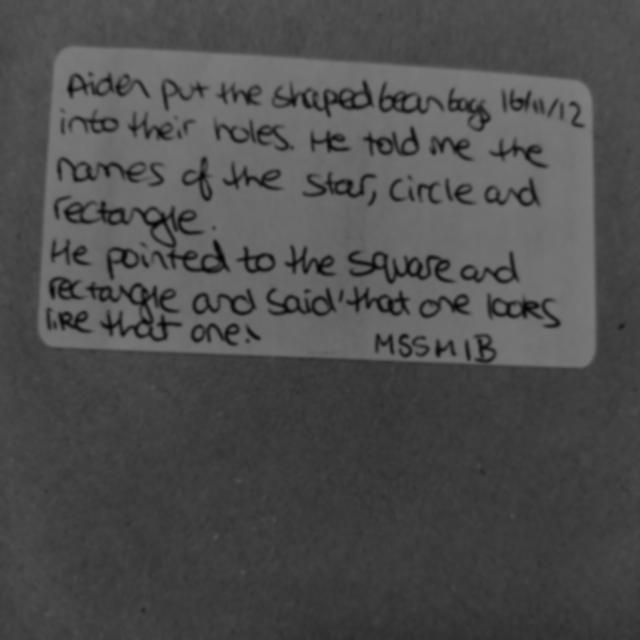 Aiden put the shaped bean bags 16/11/12
into their holes. He told me the
names of the star, circle and
rectangle.
He pointed to the square and
rectangle and said 'that one looks
like that one.'
MSSM1B